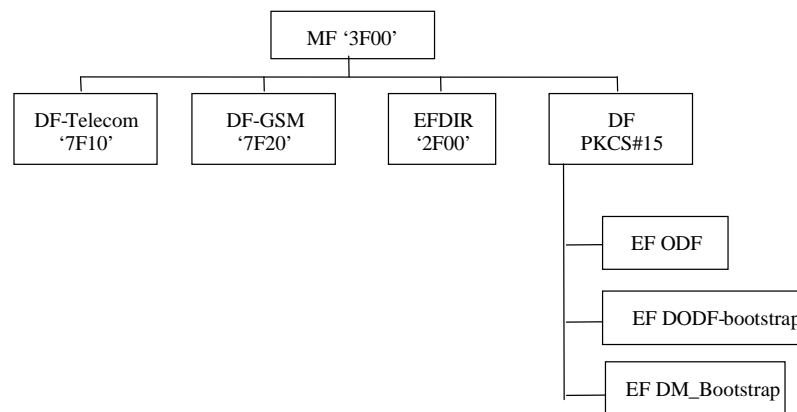 MF ‘3F00’
DF-Telecom
‘7F10’
DF-GSM
‘7F20’
EFDIR
‘2F00’
DF
PKCS#15
EF ODF
EF DODF-bootstrap
EF DM_Bootstrap